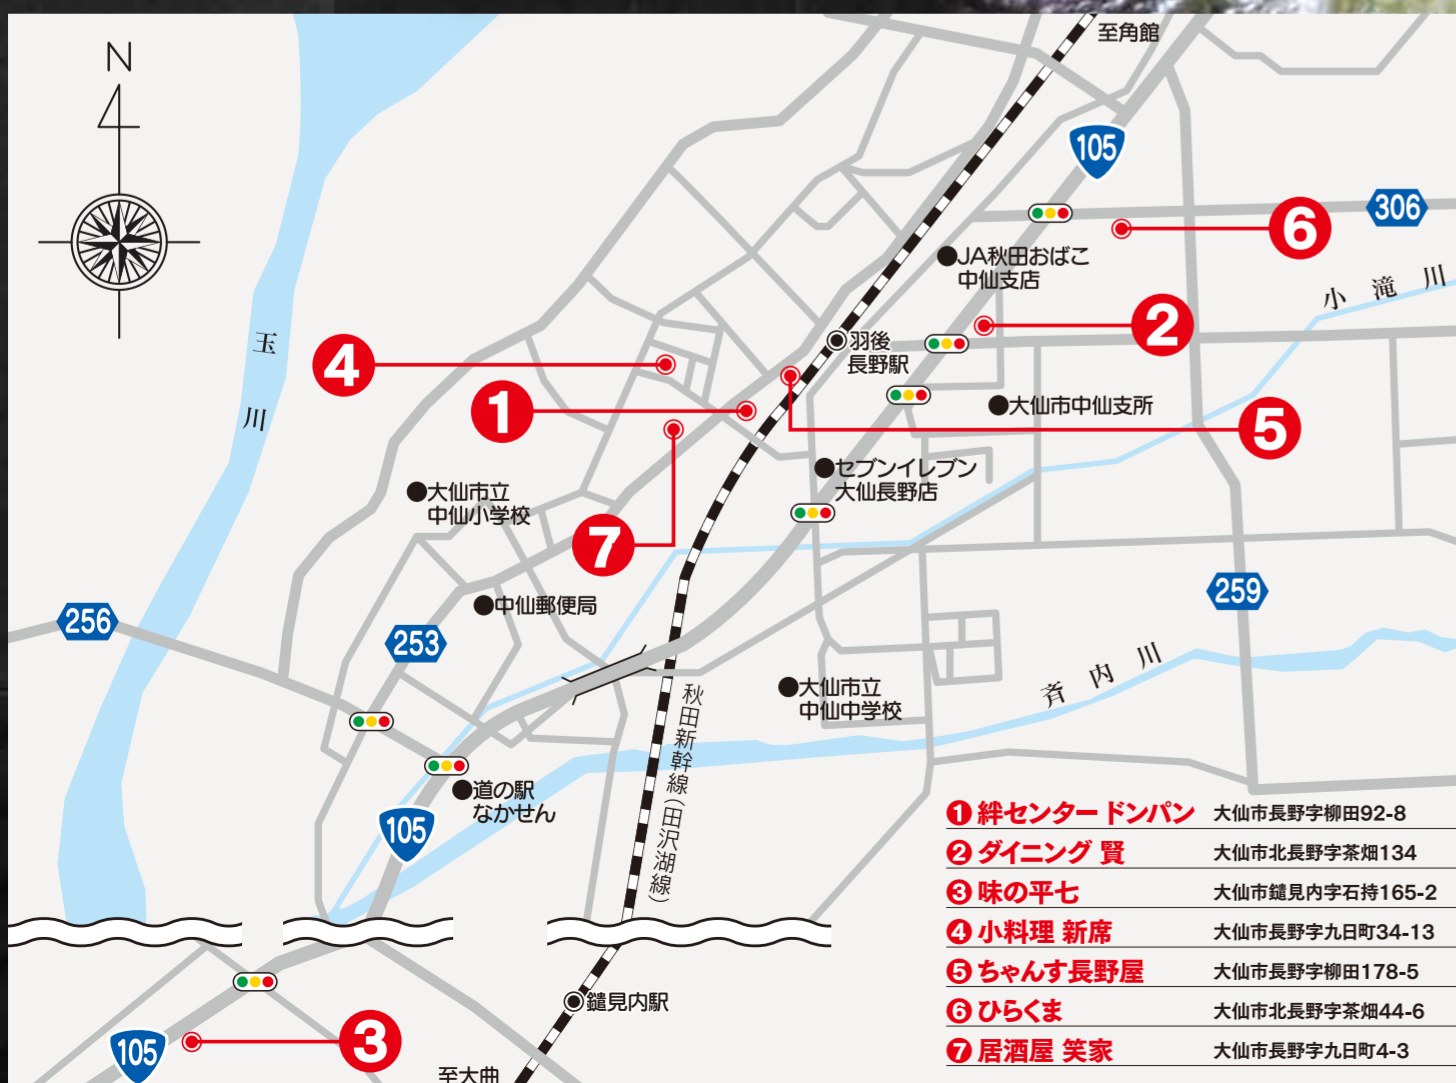 N
至角館
105
306
6
JA秋田おばこ
中仙支店
小滝川
2
羽後
長野駅
玉川
4
1
大仙市中仙支所
5
セブンイレブン
大仙長野店
大仙市立
中仙小学校
7
256
253
中仙郵便局
259
斉内川
大仙市立
中仙中学校
秋田新幹線(田沢湖線)
道の駅
なかせん
105
鑓見内駅
105
3
至大曲
1 絆センター ドンパン 大仙市長野字柳田92-8
2 ダイニング 賢 大仙市北長野字茶畑134
3 味の平七 大仙市鑓見内字石持165-2
4 小料理 新席 大仙市長野字九日町34-13
5 ちゃんす長野屋 大仙市長野字柳田178-5
6 ひらくま 大仙市北長野字茶畑44-6
7 居酒屋 笑家 大仙市長野字九日町4-3